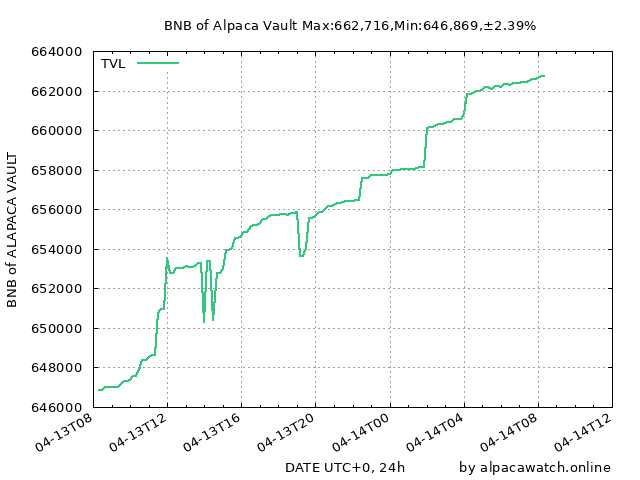 BNB of Alpaca Vault Max:662,716,Min:646,869,±2.39%
TVL
664000
662000
660000
658000
656000
654000
652000
650000
648000
646000
BNB of ALAPACA VAULT
04-13T08
04-13T12
04-13T16
04-13T20
04-14T00
04-14T04
04-14T08
04-14T12
DATE UTC+0, 24h
by alpacawatch.online